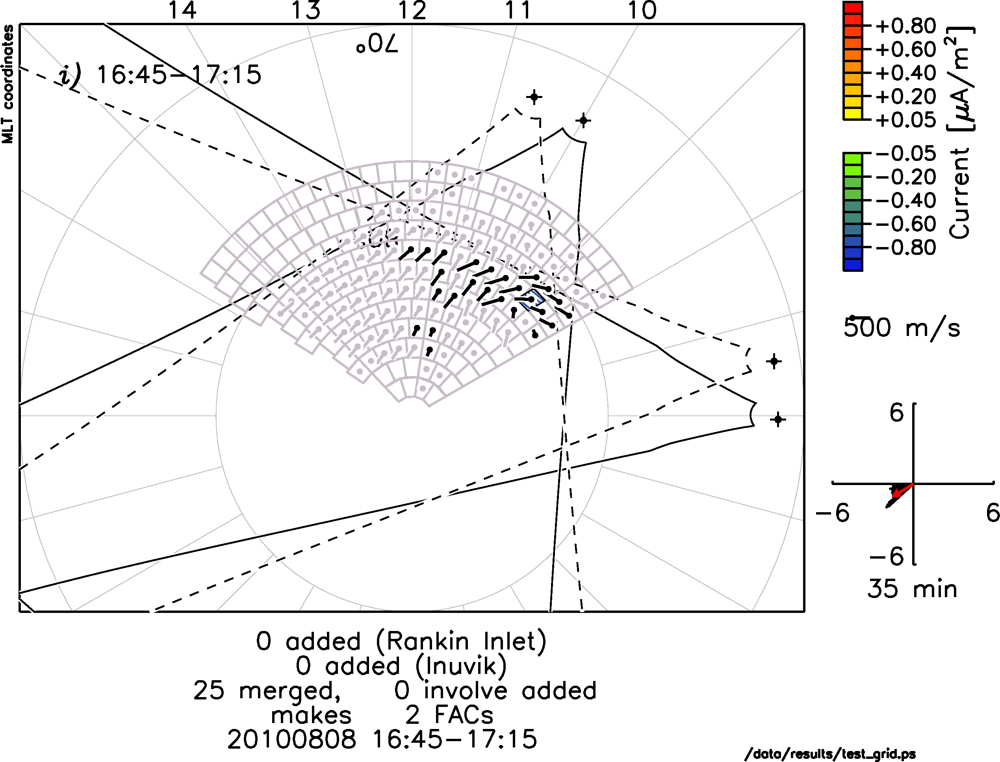 14 13 12 11 10
MLT coordinates
70°
i) 16:45-17:15
+0.80
+0.60
+0.40
+0.20
+0.05
-0.05
-0.20
-0.40
-0.60
-0.80
Current [μA/m²]
500 m/s
6
-6 6
-6
35 min
0 added (Rankin Inlet)
0 added (Inuvik)
25 merged, 0 involve added
makes 2 FACs
20100808 16:45-17:15
/data/results/test_grid.ps